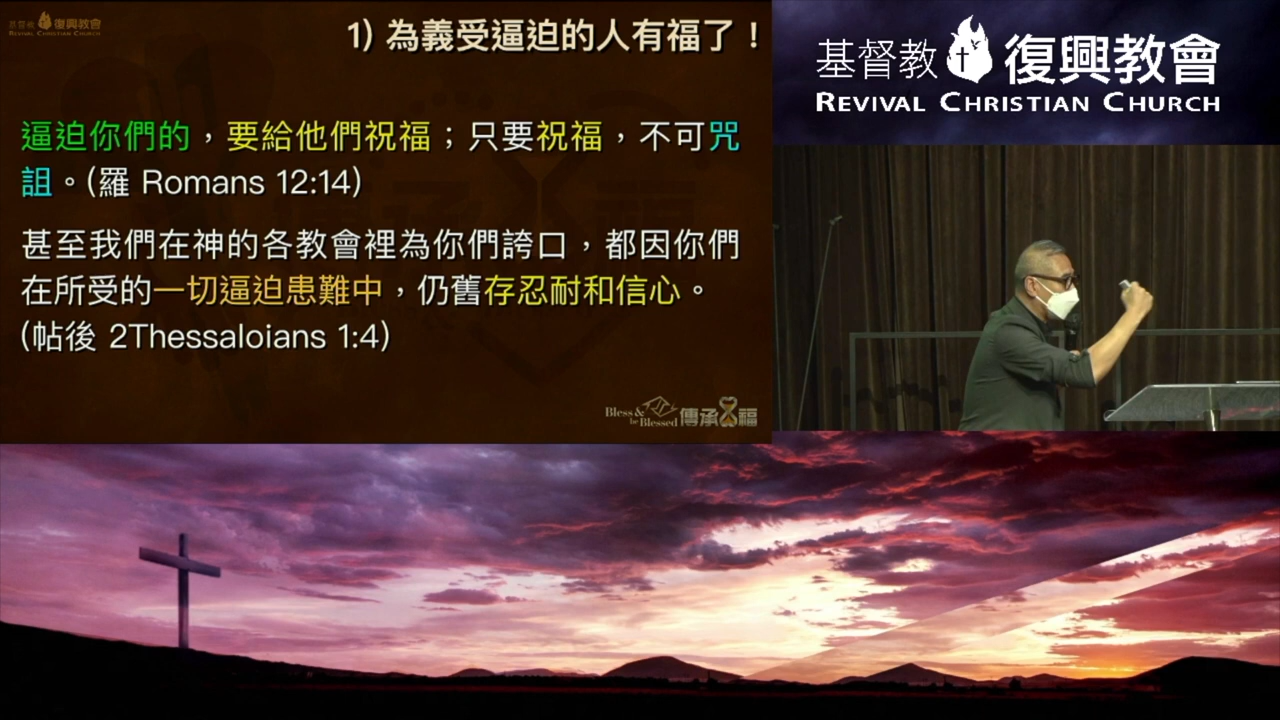 基督教 復興教會
REVIVAL CHRISTIAN CHURCH
1) 為義受逼迫的人有福了！
逼迫你們的，要給他們祝福；只要祝福，不可咒
詛。(羅 Romans 12:14)
甚至我們在神的各教會裡為你們誇口，都因你們
在所受的一切逼迫患難中，仍舊存忍耐和信心。
(帖後 2Thessaloians 1:4)
Bless &
be Blessed 傳承 福
基督教 復興教會
REVIVAL CHRISTIAN CHURCH